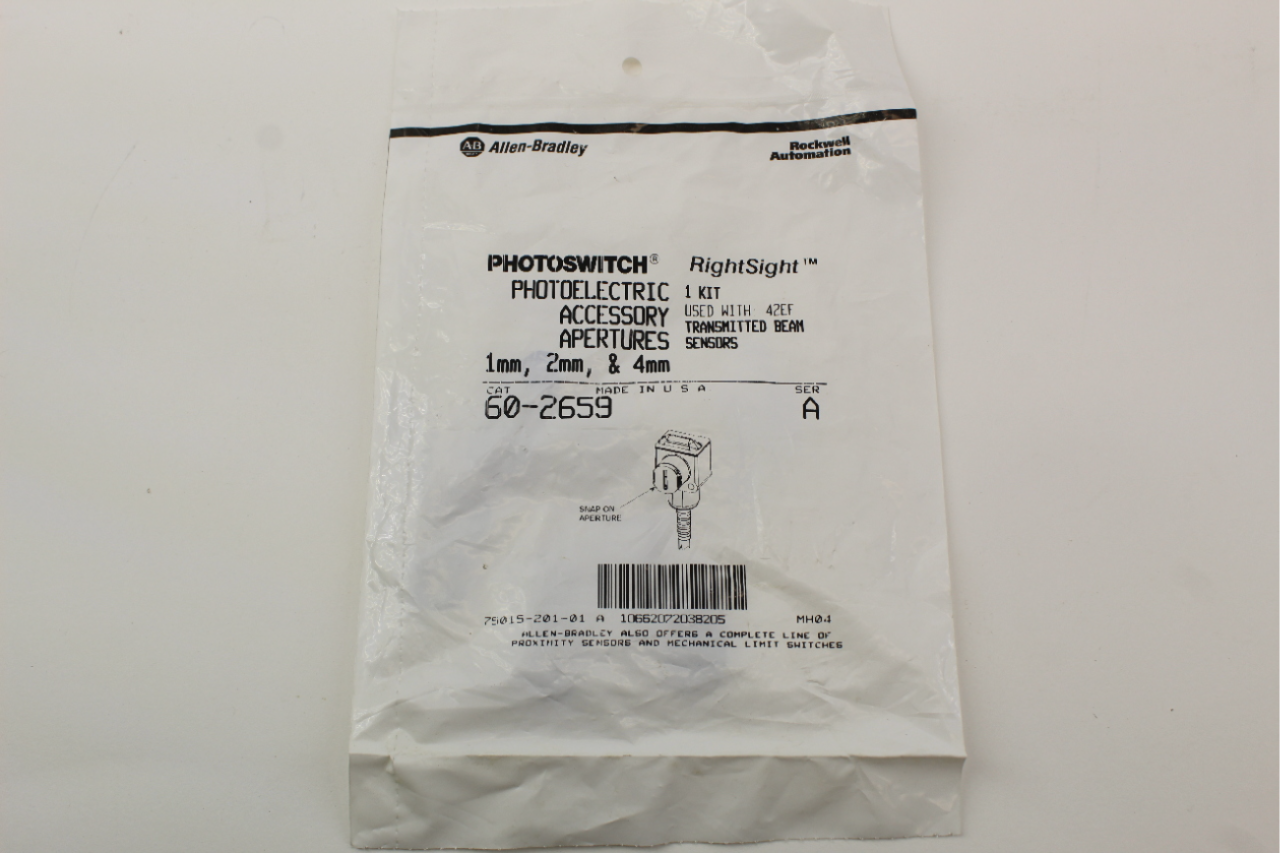 AB Allen-Bradley
Rockwell Automation
PHOTOSWITCH® RightSight™
PHOTOELECTRIC 1 KIT
ACCESSORY USED WITH 42EF
APERTURES TRANSMITTED BEAM
1mm, 2mm, & 4mm SENSORS
CAT MADE IN U S A SER
60-2659 A
SNAP ON
APERTURE
75015-201-01 A 10662072038205 MH04
ALLEN-BRADLEY ALSO OFFERS A COMPLETE LINE OF
PROXIMITY SENSORS AND MECHANICAL LIMIT SWITCHES